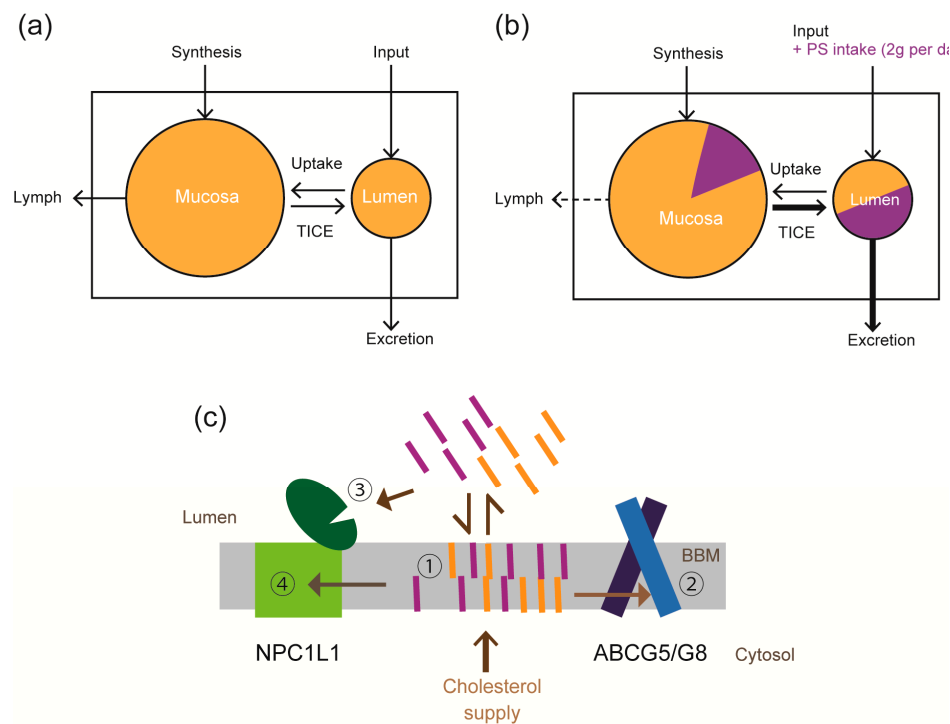 (a)
Synthesis
Input
Uptake
Mucosa
Lumen
Lymph
TICE
Excretion
(b)
Input
+ PS intake (2g per da
Synthesis
Uptake
Lumen
Lymph
Mucosa
TICE
Excretion
(c)
③
Lumen
BBM
①
④
②
NPC1L1
ABCG5/G8
Cytosol
Cholesterol
supply